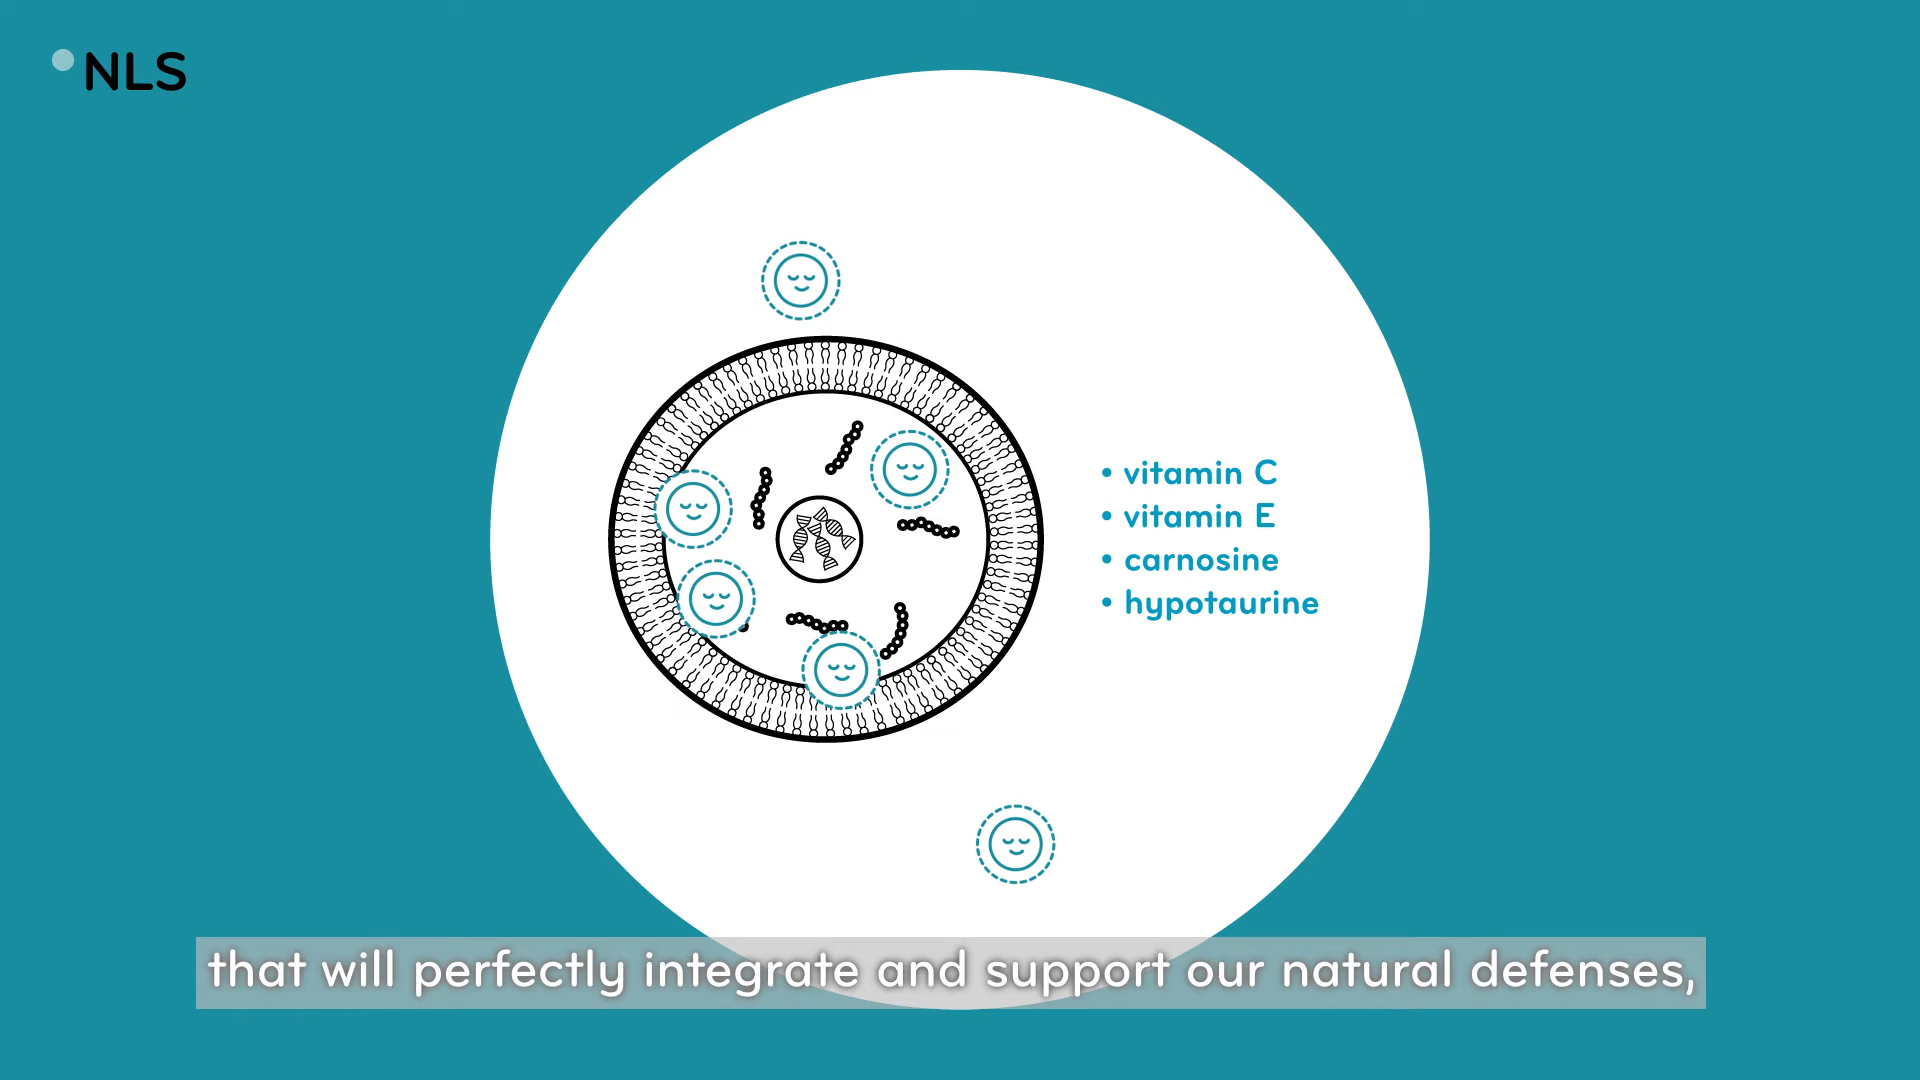 NLS
• vitamin C
• vitamin E
• carnosine
• hypotaurine
that will perfectly integrate and support our natural defenses,